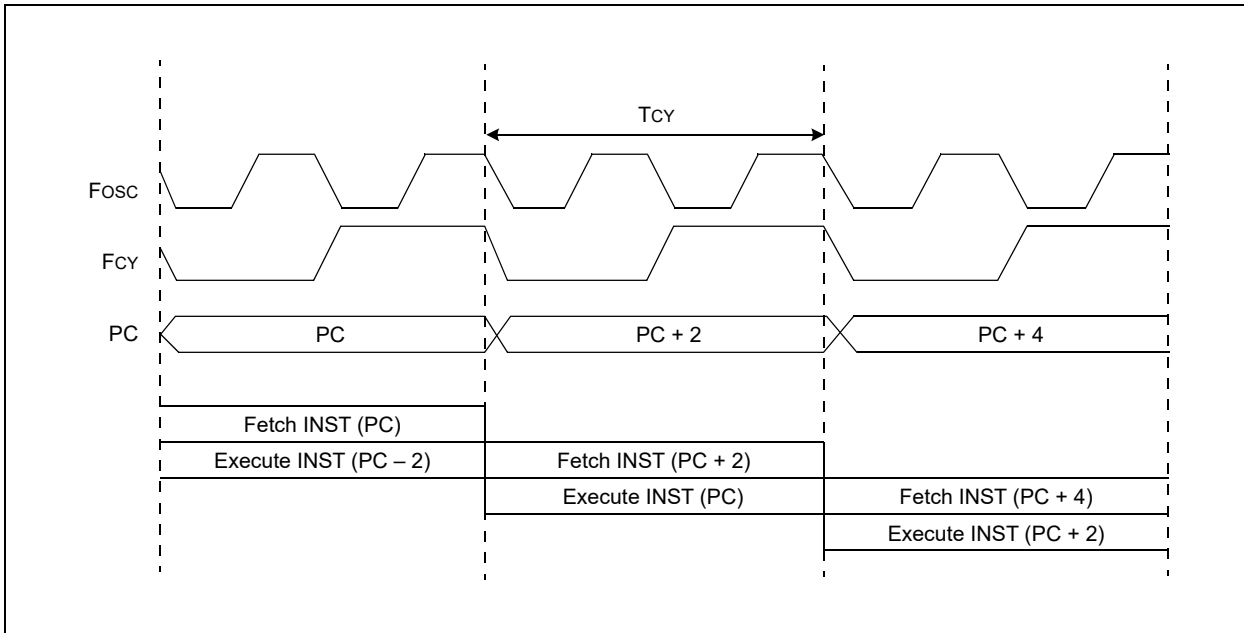 TCY
FOSC
FCY
PC PC PC + 2 PC + 4
Fetch INST (PC)
Execute INST (PC – 2) Fetch INST (PC + 2)
Execute INST (PC) Fetch INST (PC + 4)
Execute INST (PC + 2)